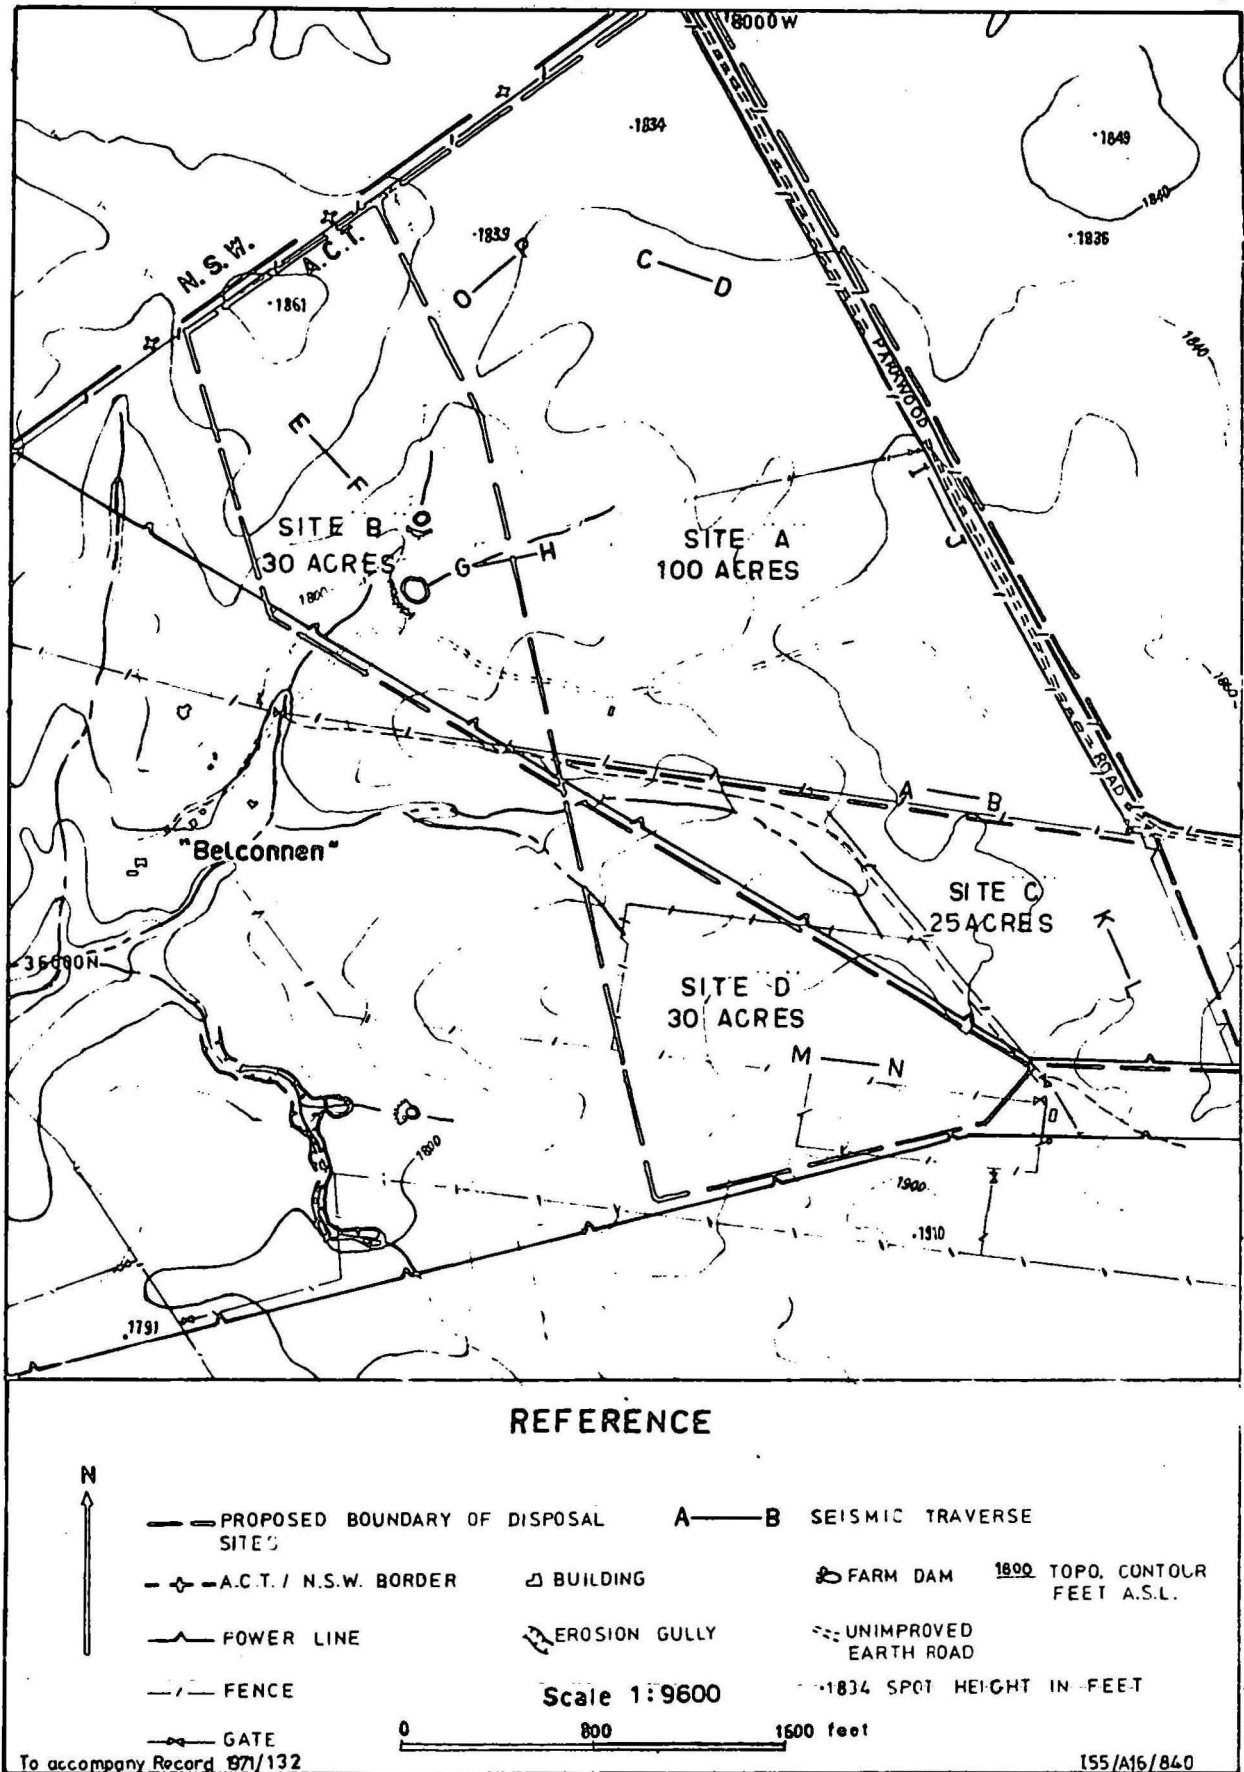 8000W
·1834
·1849
1840
·1836
·1839
N.S.W.
A.C.T.
O
P
C
D
·1861
1840
PARKWOOD
ROAD
E
F
I
J
SITE B
30 ACRES
G
H
SITE A
100 ACRES
1800
1860
A
B
"Belconnen"
SITE C
25 ACRES
K
L
36000N
SITE D
30 ACRES
M
N
1800
1900
·1910
·1791
REFERENCE
N
PROPOSED BOUNDARY OF DISPOSAL
SITES
A
B
SEISMIC TRAVERSE
A.C.T. / N.S.W. BORDER
BUILDING
FARM DAM
1800 TOPO. CONTOUR
FEET A.S.L.
POWER LINE
EROSION GULLY
UNIMPROVED
EARTH ROAD
FENCE
Scale 1:9600
·1834 SPOT HEIGHT IN FEET
GATE
0 800 1600 feet
To accompany Record 1971/132
I55/A16/840